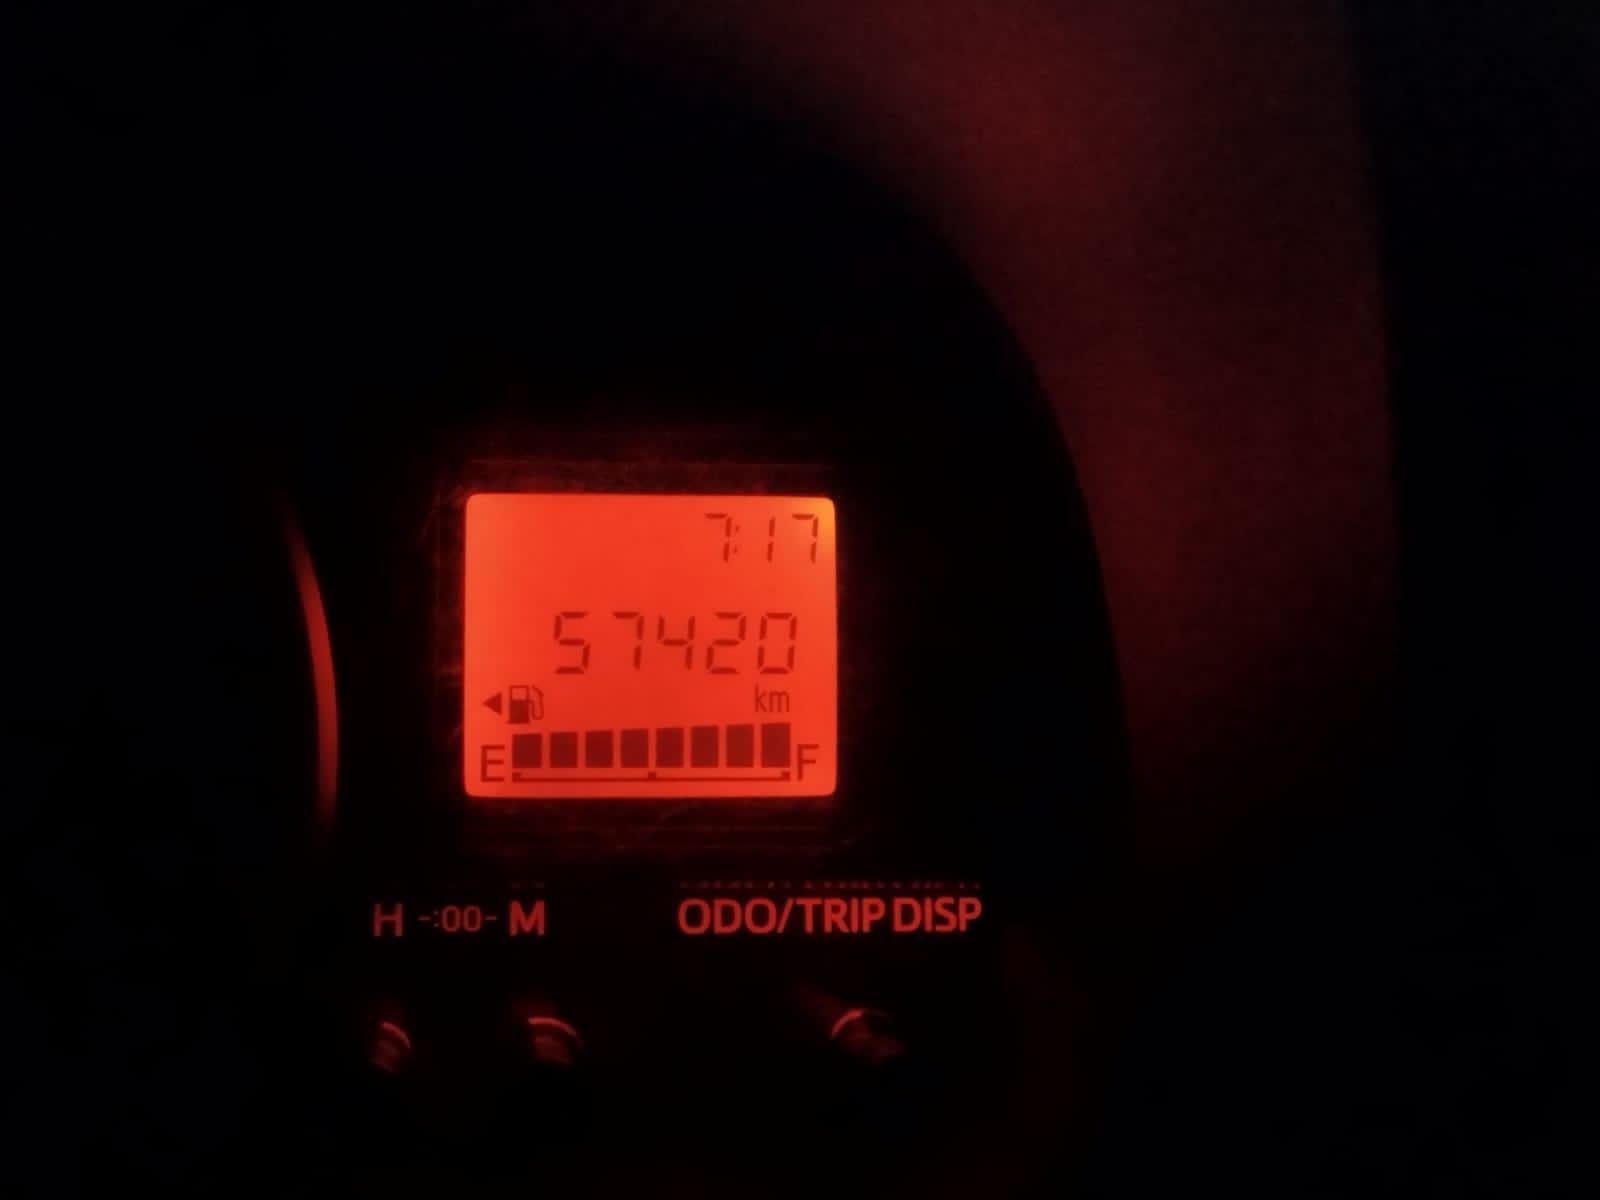 7:17
57420
km
E F
H -:00- M ODO/TRIP DISP